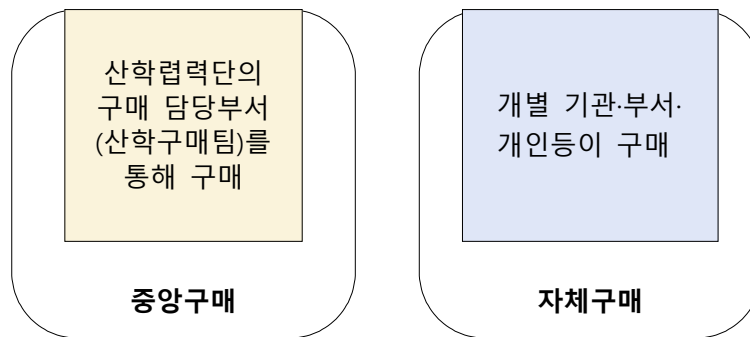 산학렵력단의
구매 담당부서
(산학구매팀)를
통해 구매
중앙구매
개별 기관·부서·
개인등이 구매
자체구매